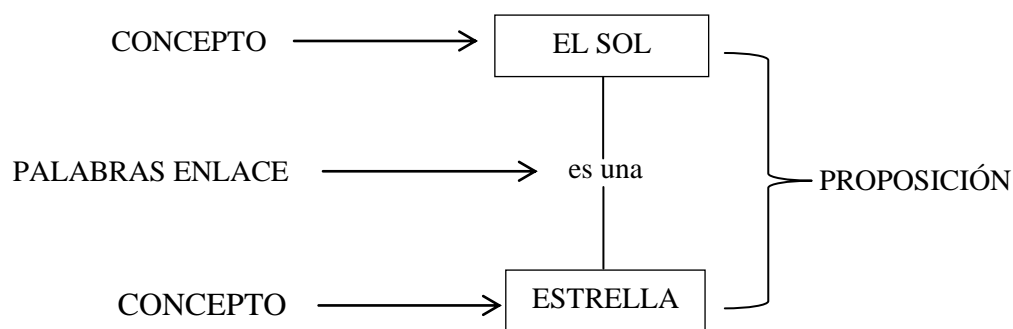 CONCEPTO
EL SOL
PALABRAS ENLACE
es una
PROPOSICIÓN
CONCEPTO
ESTRELLA